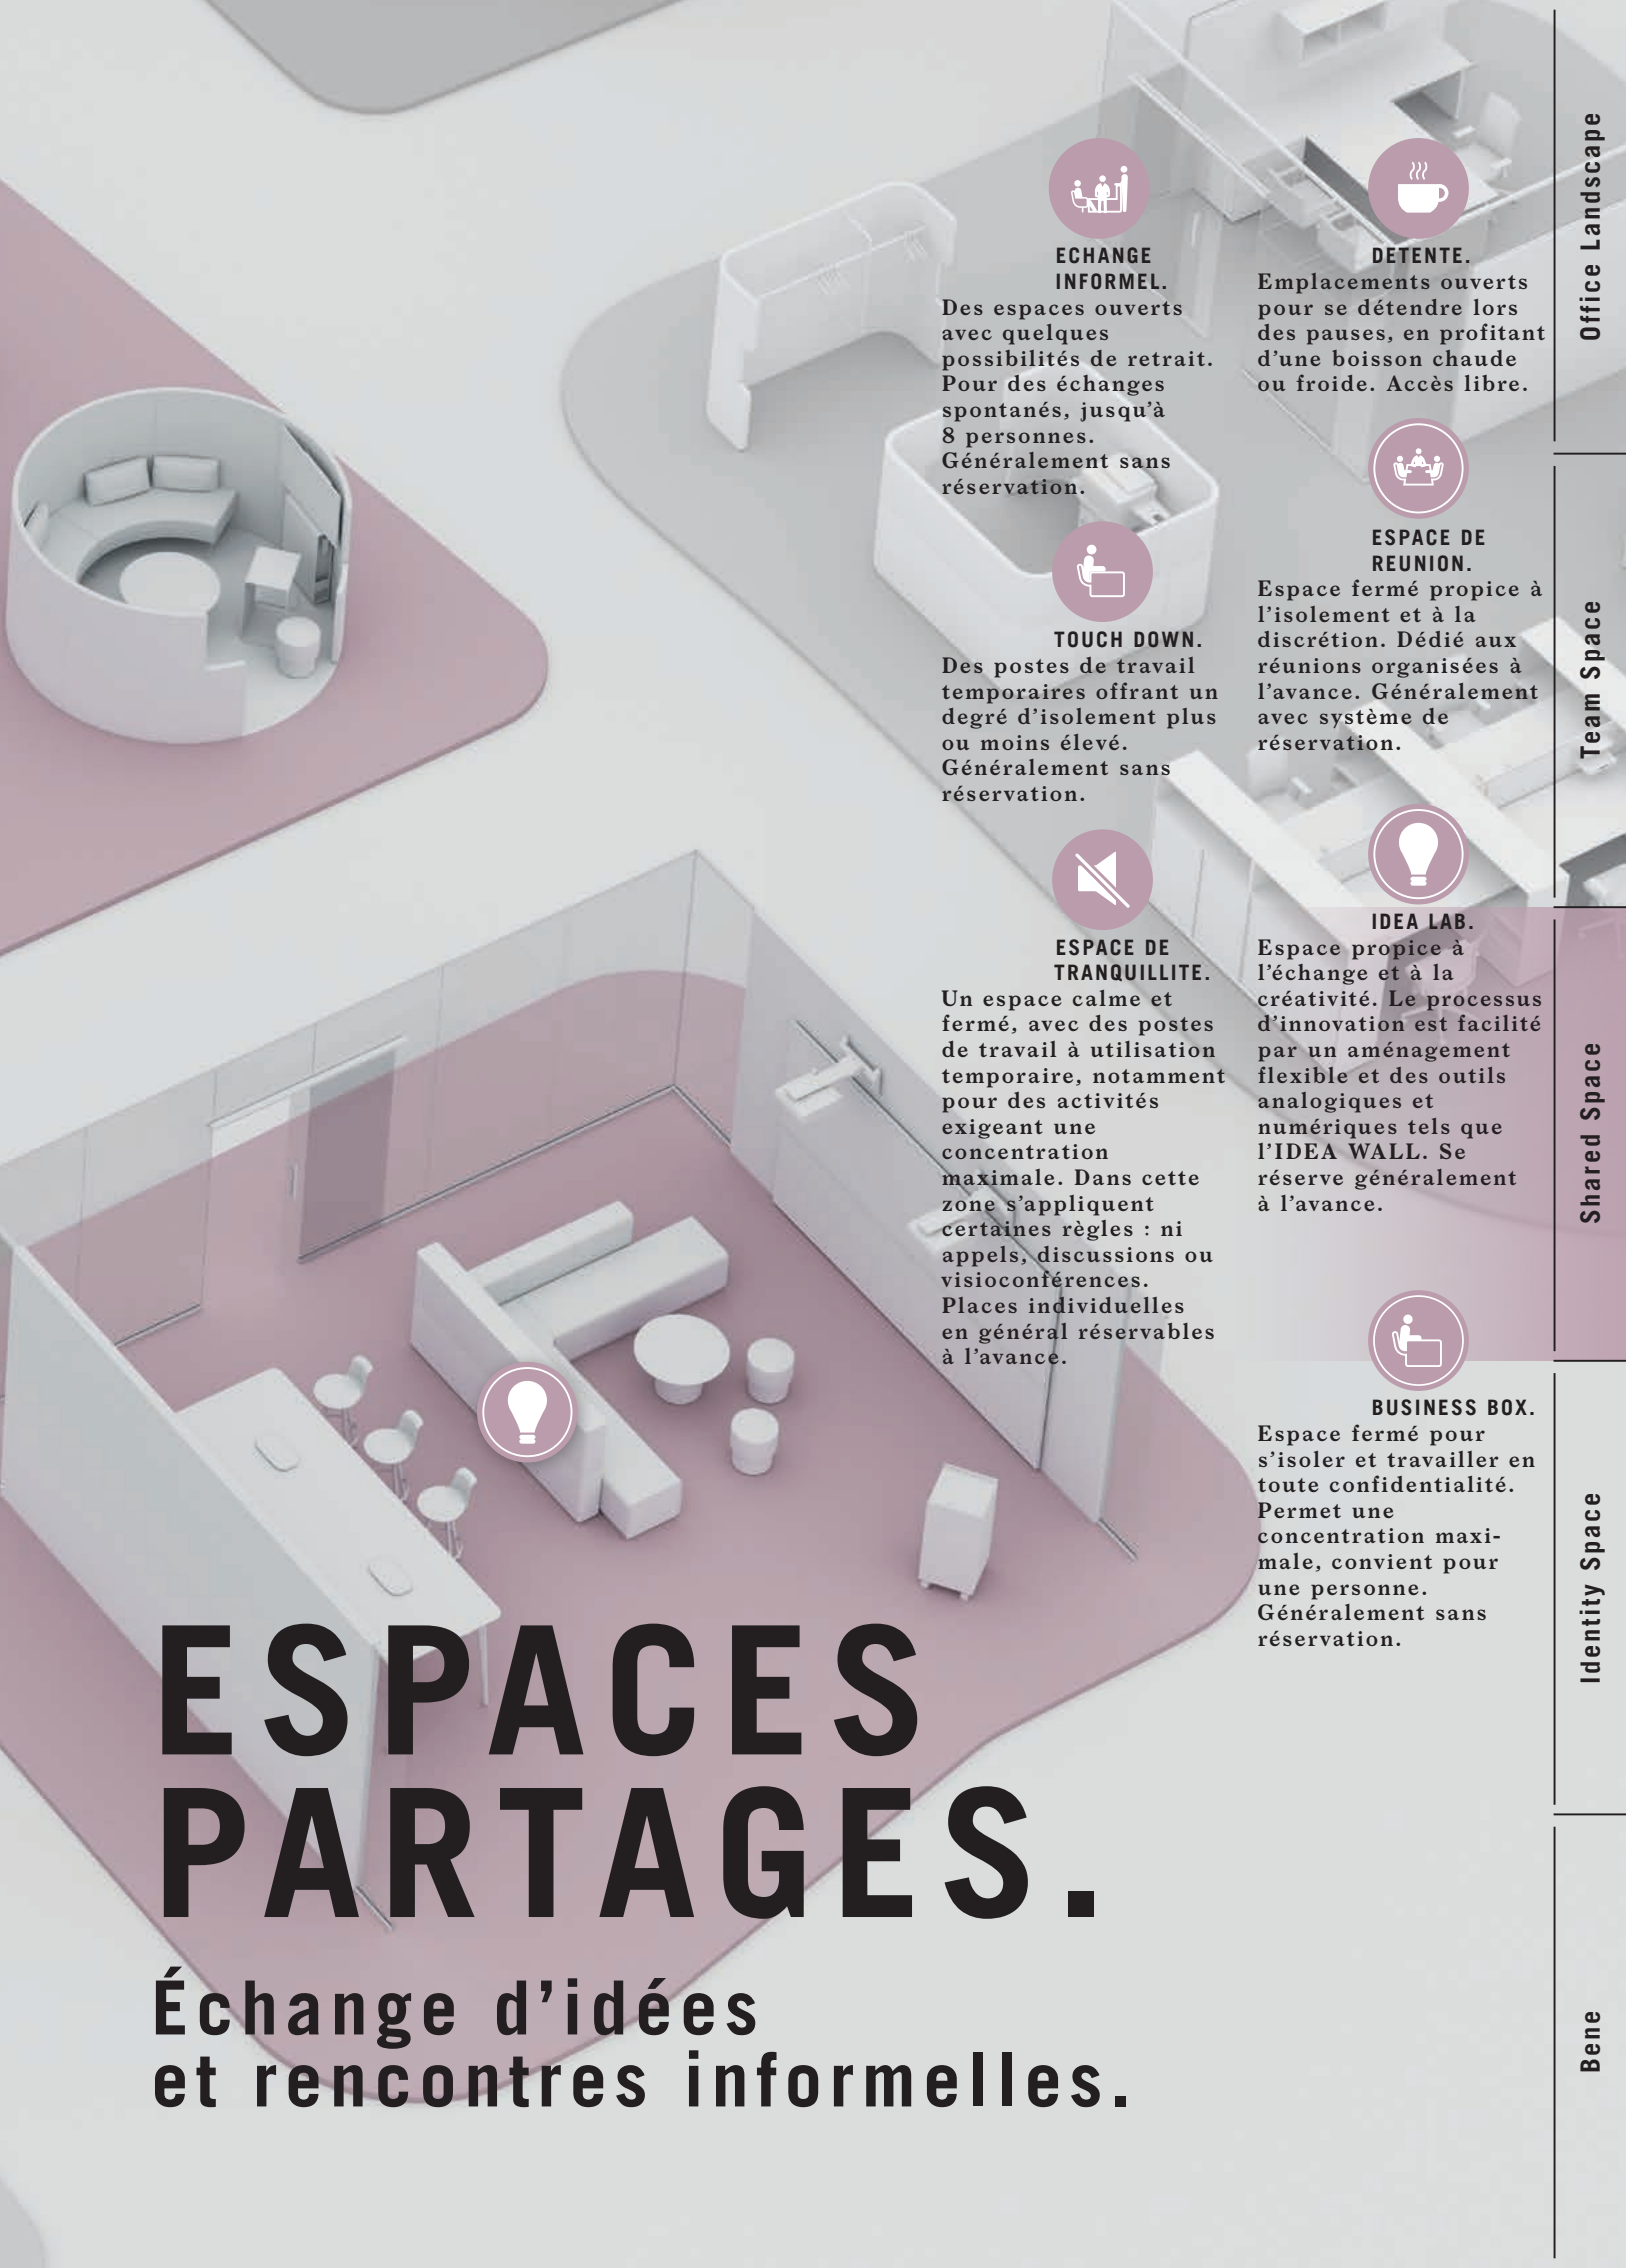 ECHANGE
INFORMEL.
Des espaces ouverts
avec quelques
possibilités de retrait.
Pour des échanges
spontanés, jusqu’à
8 personnes.
Généralement sans
réservation.
TOUCH DOWN.
Des postes de travail
temporaires offrant un
degré d’isolement plus
ou moins élevé.
Généralement sans
réservation.
ESPACE DE
TRANQUILLITE.
Un espace calme et
fermé, avec des postes
de travail à utilisation
temporaire, notamment
pour des activités
exigeant une
concentration
maximale. Dans cette
zone s’appliquent
certaines règles : ni
appels, discussions ou
visioconférences.
Places individuelles
en général réservables
à l’avance.
DETENTE.
Emplacements ouverts
pour se détendre lors
des pauses, en profitant
d’une boisson chaude
ou froide. Accès libre.
ESPACE DE
REUNION.
Espace fermé propice à
l’isolement et à la
discrétion. Dédié aux
réunions organisées à
l’avance. Généralement
avec système de
réservation.
IDEA LAB.
Espace propice à
l’échange et à la
créativité. Le processus
d’innovation est facilité
par un aménagement
flexible et des outils
analogiques et
numériques tels que
l’IDEA WALL. Se
réserve généralement
à l’avance.
BUSINESS BOX.
Espace fermé pour
s’isoler et travailler en
toute confidentialité.
Permet une
concentration maxi-
male, convient pour
une personne.
Généralement sans
réservation.
ESPACES
PARTAGES.
Échange d’idées
et rencontres informelles.
Office Landscape
Team Space
Shared Space
Identity Space
Bene